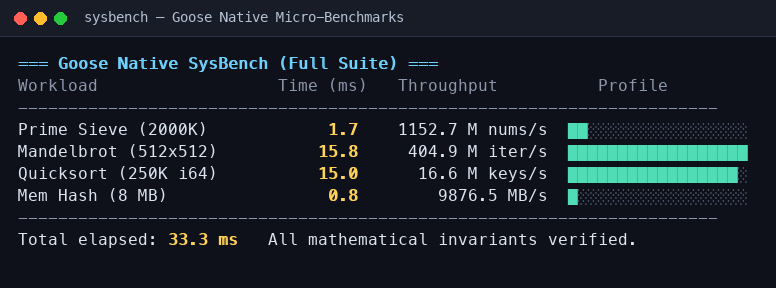 sysbench — Goose Native Micro-Benchmarks
=== Goose Native SysBench (Full Suite) ===
Workload Time (ms) Throughput Profile
Prime Sieve (2000K) 1.7 1152.7 M nums/s
Mandelbrot (512x512) 15.8 404.9 M iter/s
Quicksort (250K i64) 15.0 16.6 M keys/s
Mem Hash (8 MB) 0.8 9876.5 MB/s
Total elapsed: 33.3 ms All mathematical invariants verified.